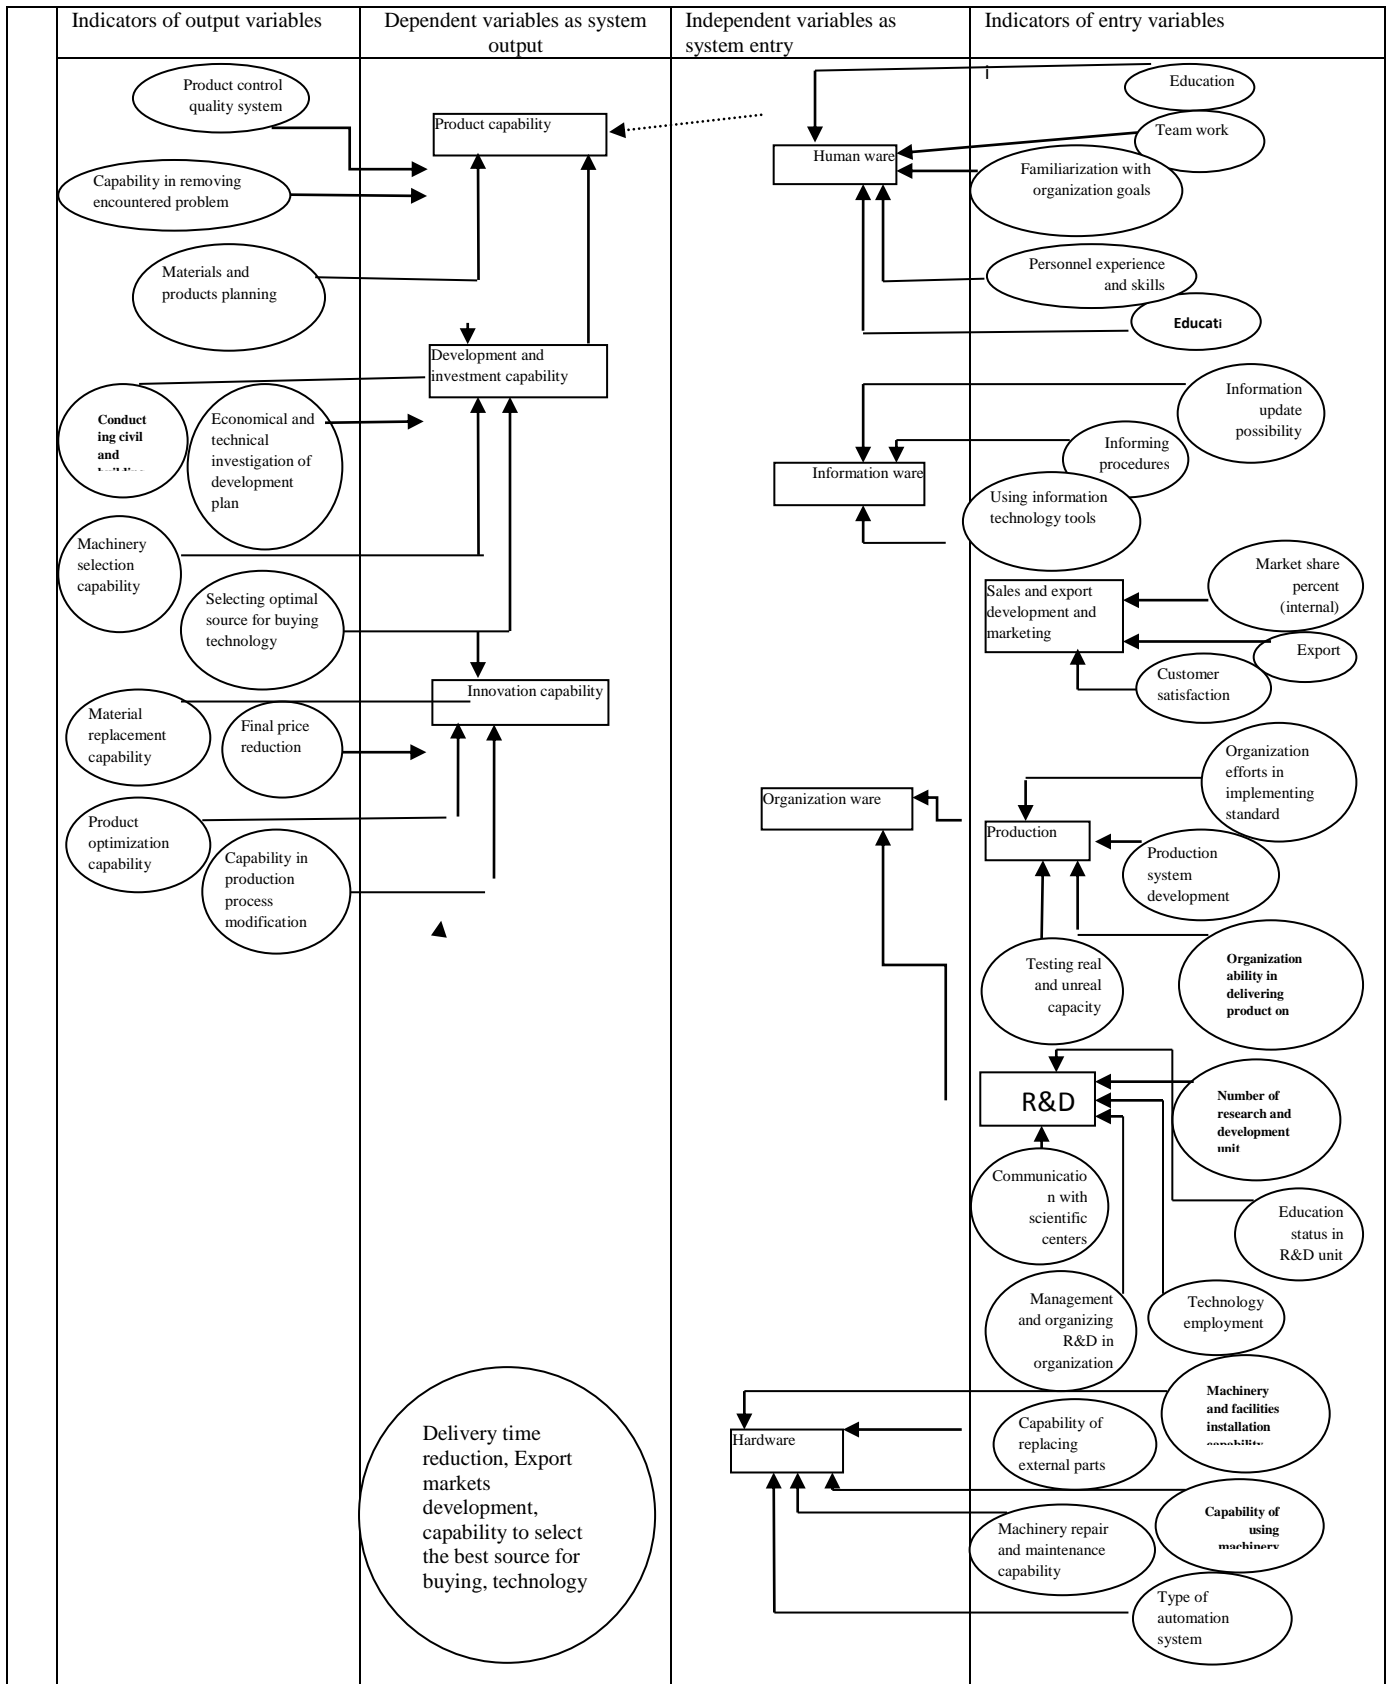 Indicators of output variables
Dependent variables as system
output
Independent variables as
system entry
Indicators of entry variables
Product control
quality system
Capability in removing
encountered problem
Materials and
products planning
Conduct
ing civil
and
Economical and
technical
investigation of
development
plan
Machinery
selection
capability
Selecting optimal
source for buying
technology
Material
replacement
capability
Final price
reduction
Product
optimization
capability
Capability in
production
process
modification
Product capability
Development and
investment capability
Innovation capability
Delivery time
reduction, Export
markets
development,
capability to select
the best source for
buying, technology
Human ware
Information ware
Organization ware
Hardware
i
Education
Team work
Familiarization with
organization goals
Personnel experience
and skills
Educati
Information
update
possibility
Informing
procedures
Using information
technology tools
Sales and export
development and
marketing
Market share
percent
(internal)
Export
Customer
satisfaction
Organization
efforts in
implementing
standard
Production
Production
system
development
Testing real
and unreal
capacity
Organization
ability in
delivering
product on
R&D
Number of
research and
development
unit
Communicatio
n with
scientific
centers
Education
status in
R&D unit
Management
and organizing
R&D in
organization
Technology
employment
Machinery
and facilities
installation
capability
Capability of
replacing
external parts
Capability of
using
machinery
Machinery repair
and maintenance
capability
Type of
automation
system